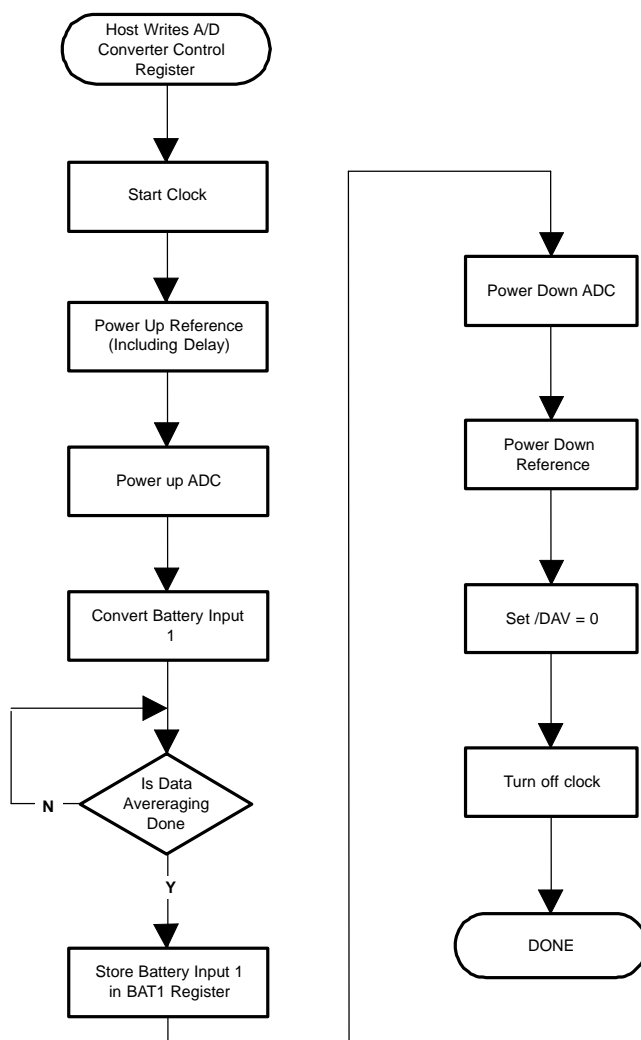 Host Writes A/D
Converter Control
Register
Start Clock
Power Up Reference
(Including Delay)
Power up ADC
Convert Battery Input
1
Is Data
Avereraging
Done
N
Y
Store Battery Input 1
in BAT1 Register
Power Down ADC
Power Down
Reference
Set /DAV = 0
Turn off clock
DONE